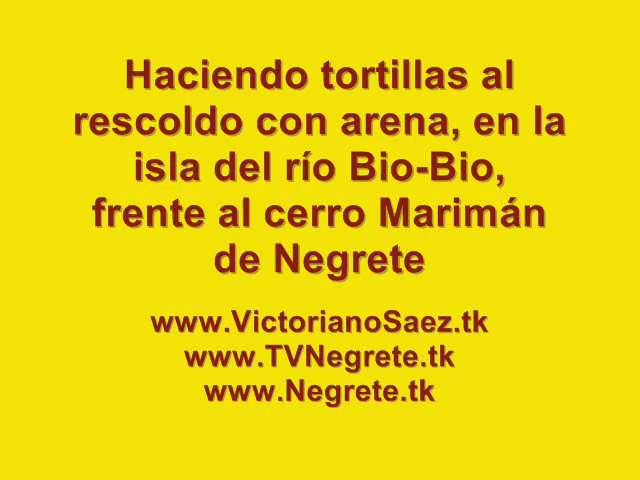 Haciendo tortillas al
rescoldo con arena, en la
isla del río Bio-Bio,
frente al cerro Marimán
de Negrete
www.VictorianoSaez.tk
www.TVNegrete.tk
www.Negrete.tk